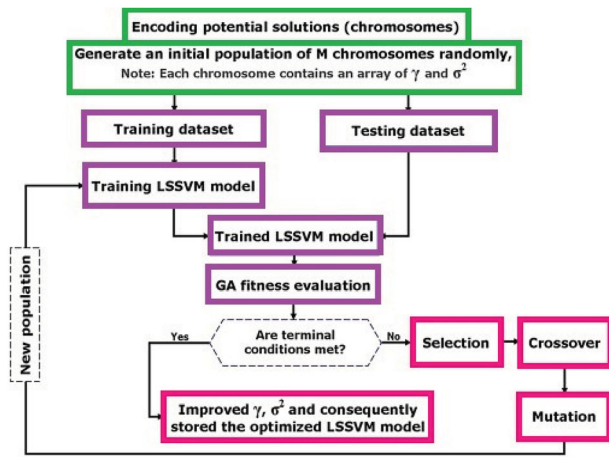 Encoding potential solutions (chromosomes)
Generate an initial population of M chromosomes randomly,
Note: Each chromosome contains an array of γ and σ²
Training dataset
Testing dataset
Training LSSVM model
Trained LSSVM model
GA fitness evaluation
Yes
Are terminal
conditions met?
No
Selection
Crossover
New population
Improved γ, σ² and consequently
stored the optimized LSSVM model
Mutation